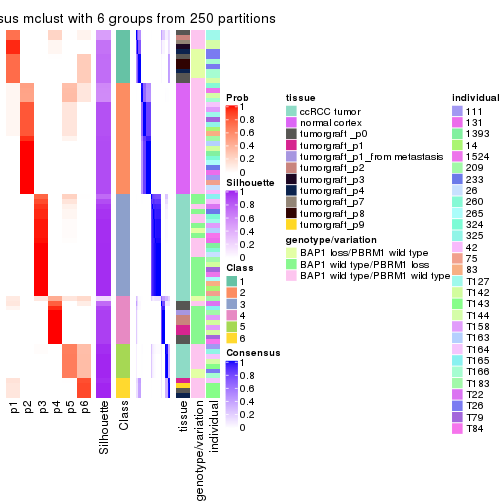 sus mclust with 6 groups from 250 partitions
p1
p2
p3
p4
p5
p6
Silhouette
Class
tissue
genotype/variation
individual
Prob
1
0.8
0.6
0.4
0.2
0
Silhouette
1
0.8
0.6
0.4
0.2
0
Class
1
2
3
4
5
6
Consensus
1
0.8
0.6
0.4
0.2
0
tissue
ccRCC tumor
normal cortex
tumorgraft_p0
tumorgraft_p1
tumorgraft_p1_from metastasis
tumorgraft_p2
tumorgraft_p3
tumorgraft_p4
tumorgraft_p7
tumorgraft_p8
tumorgraft_p9
genotype/variation
BAP1 loss/PBRM1 wild type
BAP1 wild type/PBRM1 loss
BAP1 wild type/PBRM1 wild type
individual
111
131
1393
14
1524
209
233
26
260
265
324
325
42
75
83
T127
T142
T143
T144
T158
T163
T164
T165
T166
T183
T22
T26
T79
T84